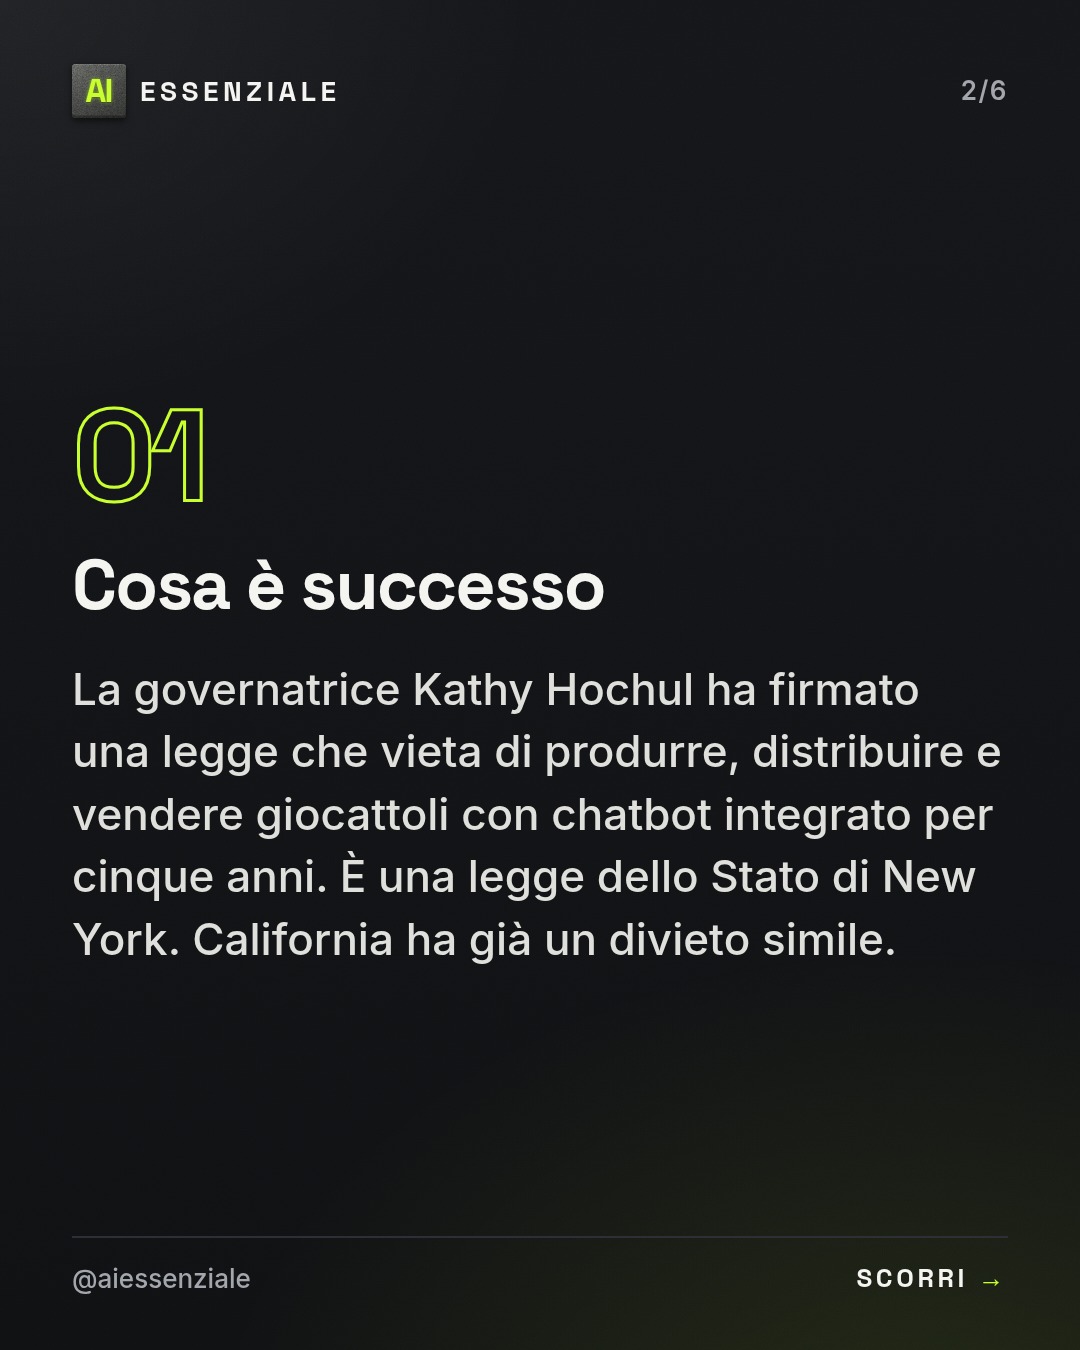 AI ESSENZIALE
2/6
01
Cosa è successo
La governatrice Kathy Hochul ha firmato
una legge che vieta di produrre, distribuire e
vendere giocattoli con chatbot integrato per
cinque anni. È una legge dello Stato di New
York. California ha già un divieto simile.
@aiessenziale
SCORRI →